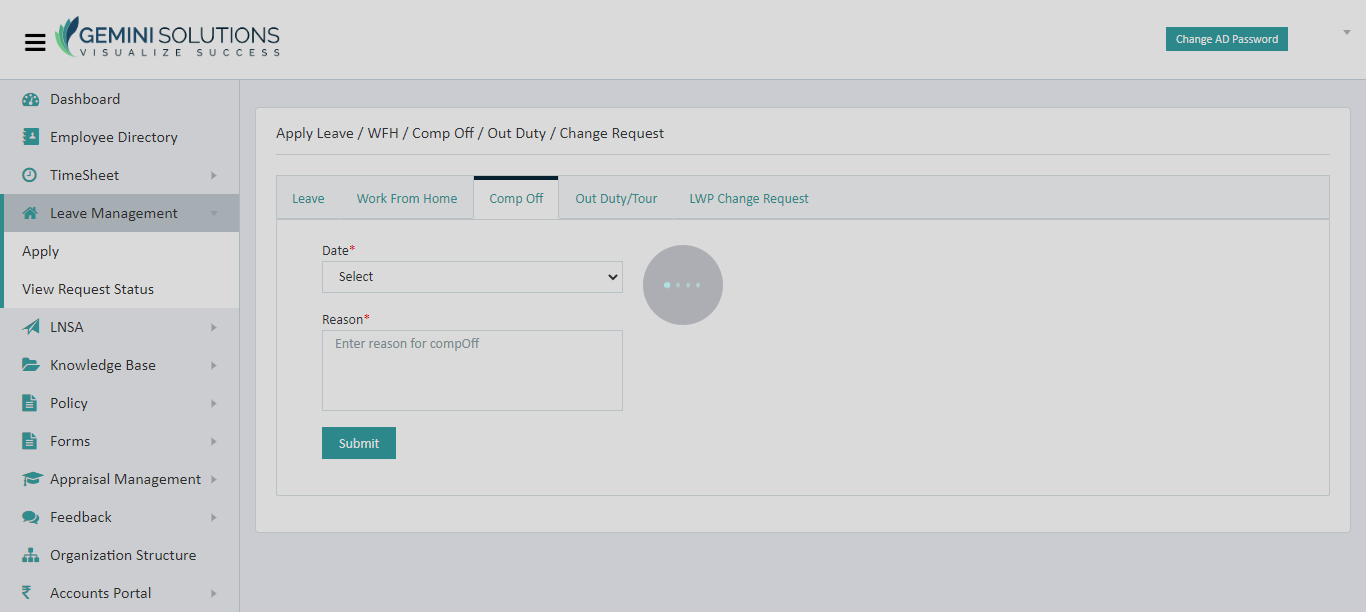 GEMINI SOLUTIONS
VISUALIZE SUCCESS
Change AD Password
Dashboard
Employee Directory
TimeSheet
Leave Management
Apply
View Request Status
LNSA
Knowledge Base
Policy
Forms
Appraisal Management
Feedback
Organization Structure
Accounts Portal
Apply Leave / WFH / Comp Off / Out Duty / Change Request
Leave Work From Home Comp Off Out Duty/Tour LWP Change Request
Date*
Select
Reason*
Enter reason for compOff
Submit